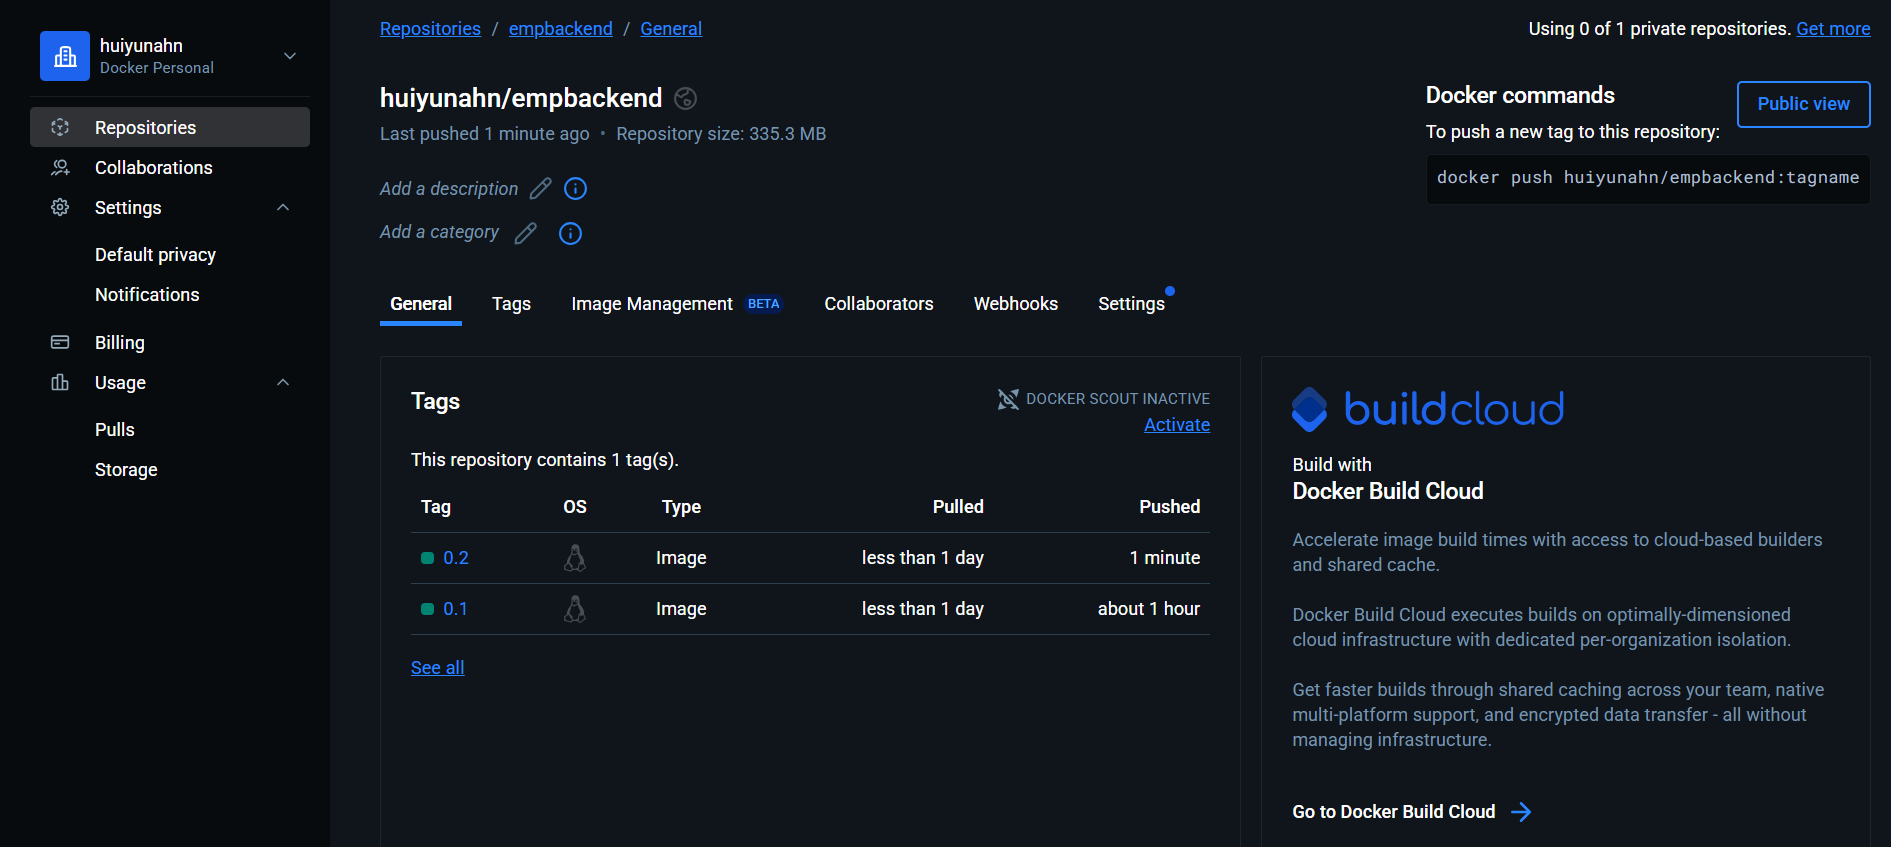 huiyunahn
Docker Personal
Repositories
Collaborations
Settings
Default privacy
Notifications
Billing
Usage
Pulls
Storage
Repositories / empbackend / General
Using 0 of 1 private repositories. Get more
huiyunahn/empbackend
Last pushed 1 minute ago • Repository size: 335.3 MB
Add a description
Add a category
Docker commands
Public view
To push a new tag to this repository:
docker push huiyunahn/empbackend:tagname
General Tags Image Management BETA Collaborators Webhooks Settings
Tags
DOCKER SCOUT INACTIVE
Activate
This repository contains 1 tag(s).
Tag OS Type Pulled Pushed
0.2 Image less than 1 day 1 minute
0.1 Image less than 1 day about 1 hour
See all
buildcloud
Build with
Docker Build Cloud
Accelerate image build times with access to cloud-based builders
and shared cache.
Docker Build Cloud executes builds on optimally-dimensioned
cloud infrastructure with dedicated per-organization isolation.
Get faster builds through shared caching across your team, native
multi-platform support, and encrypted data transfer - all without
managing infrastructure.
Go to Docker Build Cloud